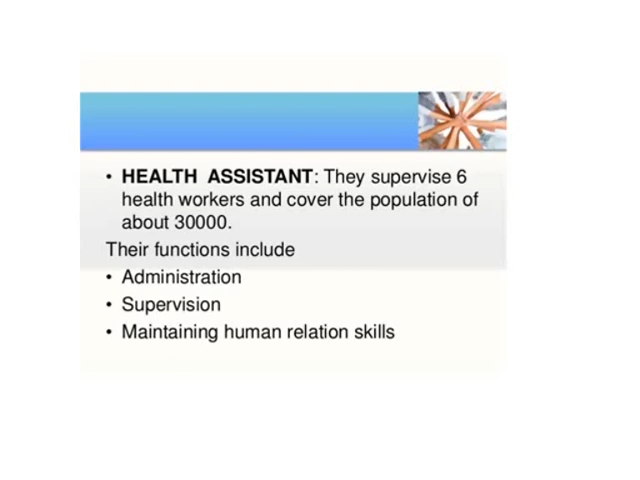 • HEALTH ASSISTANT: They supervise 6
health workers and cover the population of
about 30000.
Their functions include
• Administration
• Supervision
• Maintaining human relation skills